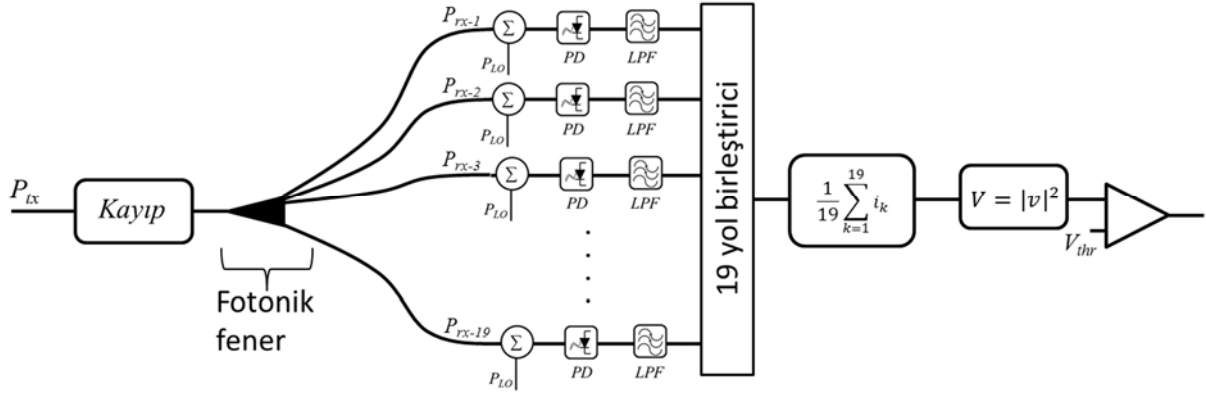 P_tx
Kayıp
Fotonik
fener
P_rx-1
Σ
P_LO
PD
LPF
P_rx-2
Σ
P_LO
PD
LPF
P_rx-3
Σ
P_LO
PD
LPF
P_rx-19
Σ
P_LO
PD
LPF
19 yol birleştirici
1/19 ∑_{k=1}^{19} i_k
V = |v|²
V_thr